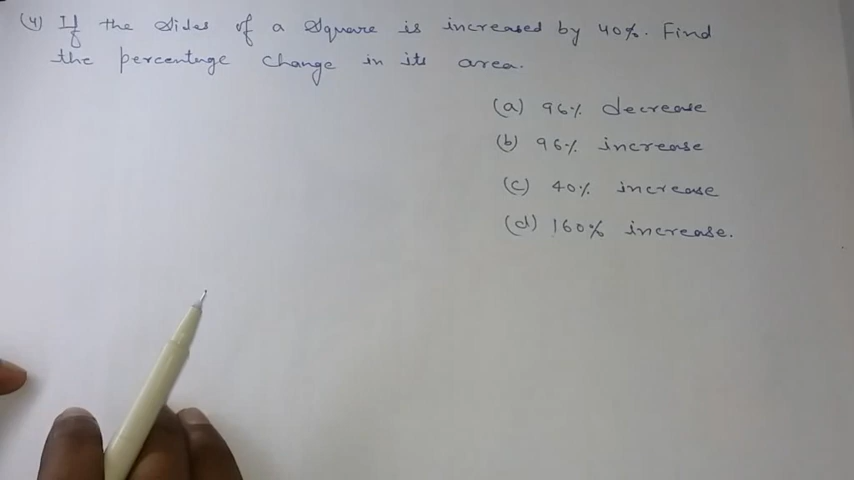 (4) If the sides of a square is increased by 40%. Find
the percentage change in its area.
(a) 96% decrease
(b) 96% increase
(c) 40% increase
(d) 160% increase.